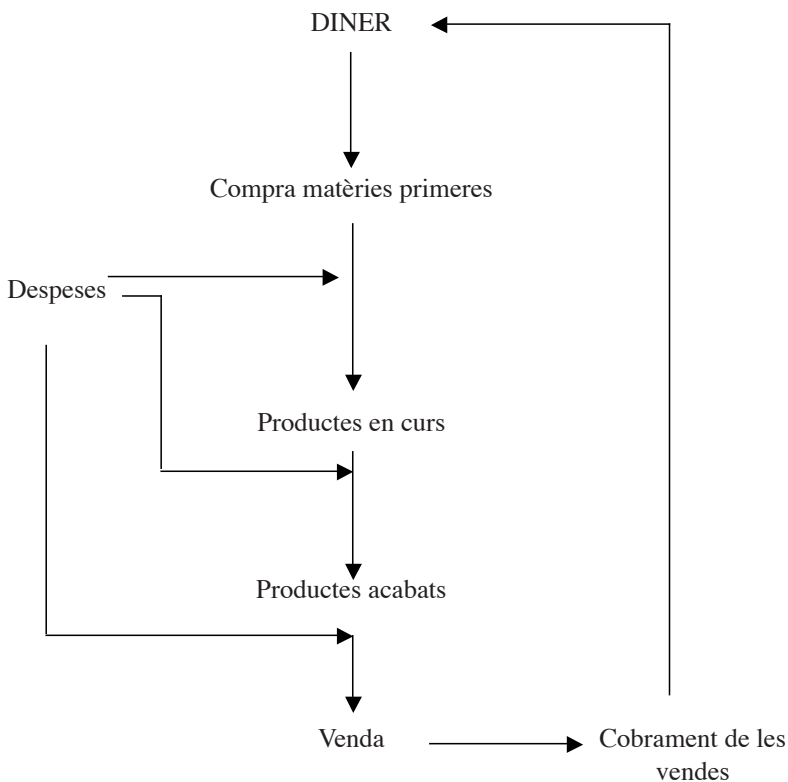 DINER
Compra matèries primeres
Despeses
Productes en curs
Productes acabats
Venda
Cobrament de les
vendes